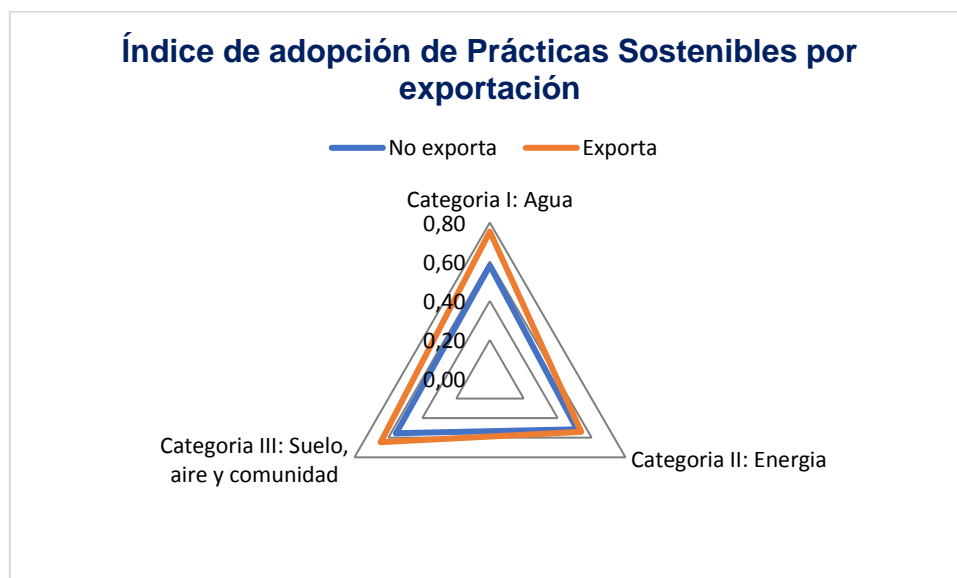 Índice de adopción de Prácticas Sostenibles por
exportación
No exporta
Exporta
Categoria I: Agua
0,80
0,60
0,40
0,20
0,00
Categoria III: Suelo,
aire y comunidad
Categoria II: Energia